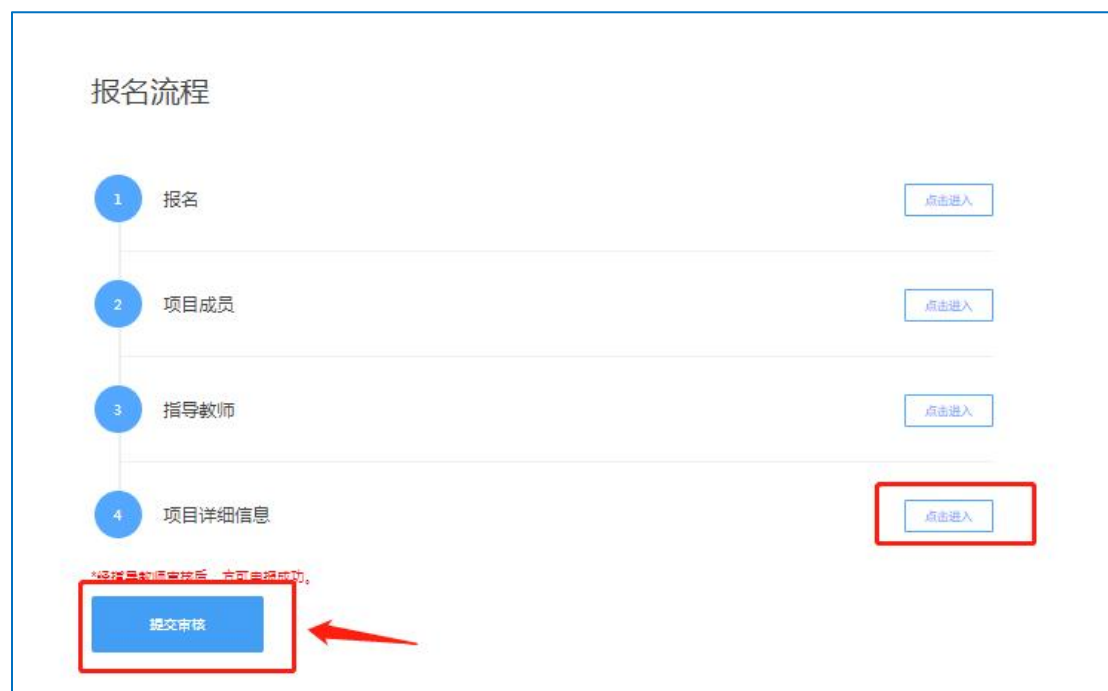 报名流程
1 报名 点击进入
2 项目成员 点击进入
3 指导教师 点击进入
4 项目详细信息 点击进入
*经指导教师审核后，方可申报成功。
提交审核